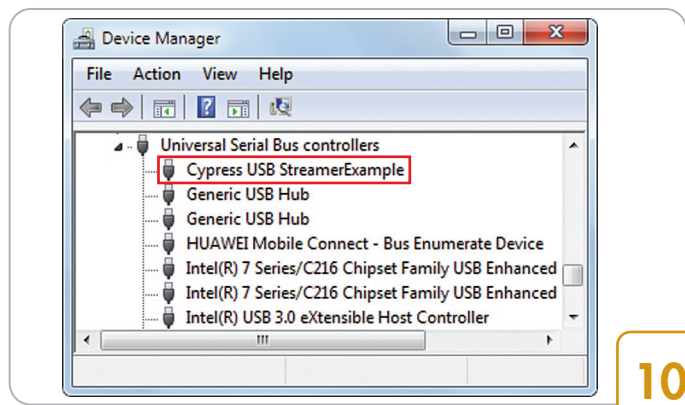 Device Manager
File Action View Help
Universal Serial Bus controllers
Cypress USB StreamerExample
Generic USB Hub
Generic USB Hub
HUAWEI Mobile Connect - Bus Enumerate Device
Intel(R) 7 Series/C216 Chipset Family USB Enhanced
Intel(R) 7 Series/C216 Chipset Family USB Enhanced
Intel(R) USB 3.0 eXtensible Host Controller
10